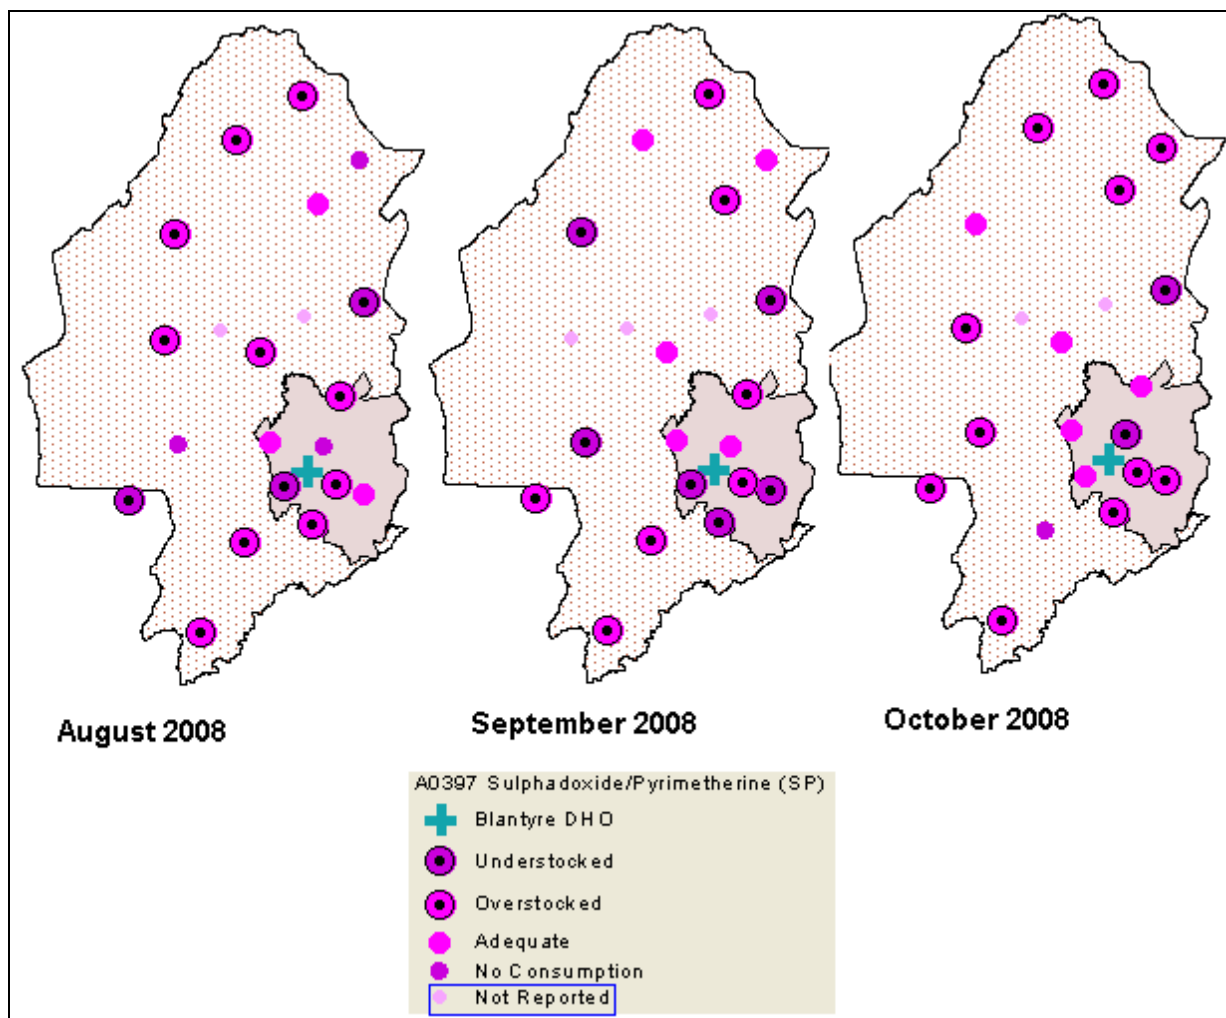 August 2008
September 2008
October 2008
A0397 Sulphadoxide/Pyrimetherine (SP)
Blantyre DHO
Understocked
Overstocked
Adequate
No Consumption
Not Reported